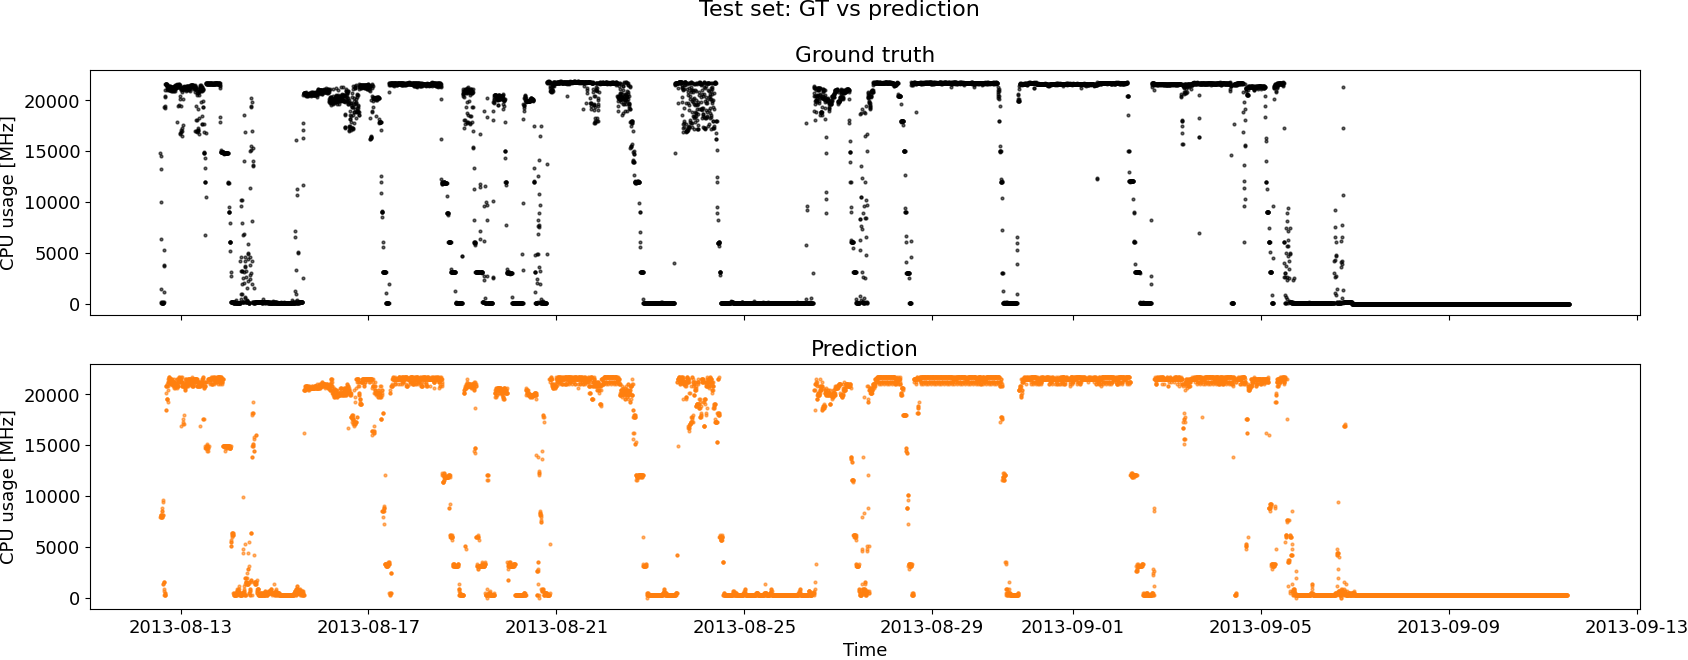 Test set: GT vs prediction
Ground truth
CPU usage [MHz]
20000
15000
10000
5000
0
Prediction
CPU usage [MHz]
20000
15000
10000
5000
0
2013-08-13 2013-08-17 2013-08-21 2013-08-25 2013-08-29 2013-09-01 2013-09-05 2013-09-09 2013-09-13
Time